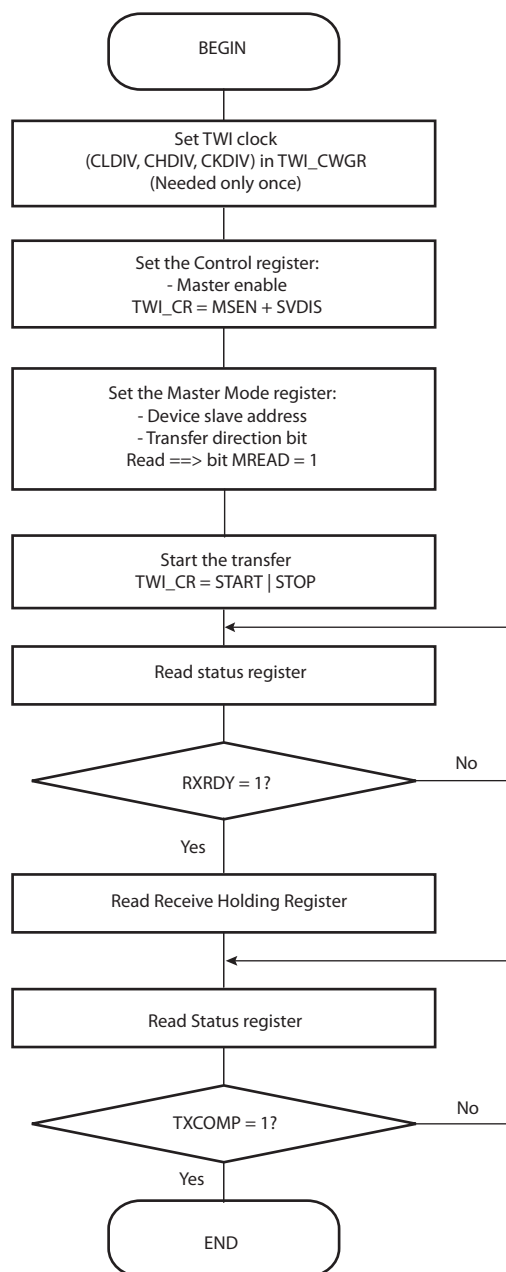 BEGIN
Set TWI clock
(CLDIV, CHDIV, CKDIV) in TWI_CWGR
(Needed only once)
Set the Control register:
- Master enable
TWI_CR = MSEN + SVDIS
Set the Master Mode register:
- Device slave address
- Transfer direction bit
Read ==> bit MREAD = 1
Start the transfer
TWI_CR = START | STOP
Read status register
RXRDY = 1?
No
Yes
Read Receive Holding Register
Read Status register
TXCOMP = 1?
No
Yes
END